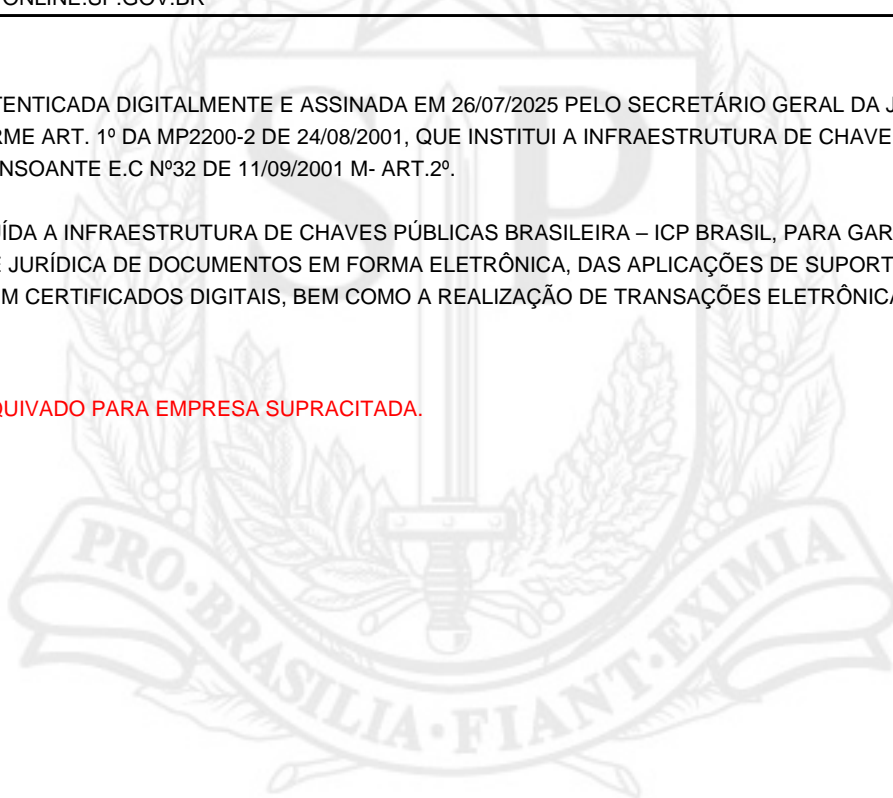 ONLINE.SP.GOV.BR
TENTICADA DIGITALMENTE E ASSINADA EM 26/07/2025 PELO SECRETÁRIO GERAL DA J
RME ART. 1º DA MP2200-2 DE 24/08/2001, QUE INSTITUI A INFRAESTRUTURA DE CHAVE
NSOANTE E.C Nº32 DE 11/09/2001 M- ART.2º.
ÍDA A INFRAESTRUTURA DE CHAVES PÚBLICAS BRASILEIRA – ICP BRASIL, PARA GAR
E JURÍDICA DE DOCUMENTOS EM FORMA ELETRÔNICA, DAS APLICAÇÕES DE SUPORT
M CERTIFICADOS DIGITAIS, BEM COMO A REALIZAÇÃO DE TRANSAÇÕES ELETRÔNICA
QUIVADO PARA EMPRESA SUPRACITADA.
SP
PRO·BRASILIA·FIANT·EXIMIA